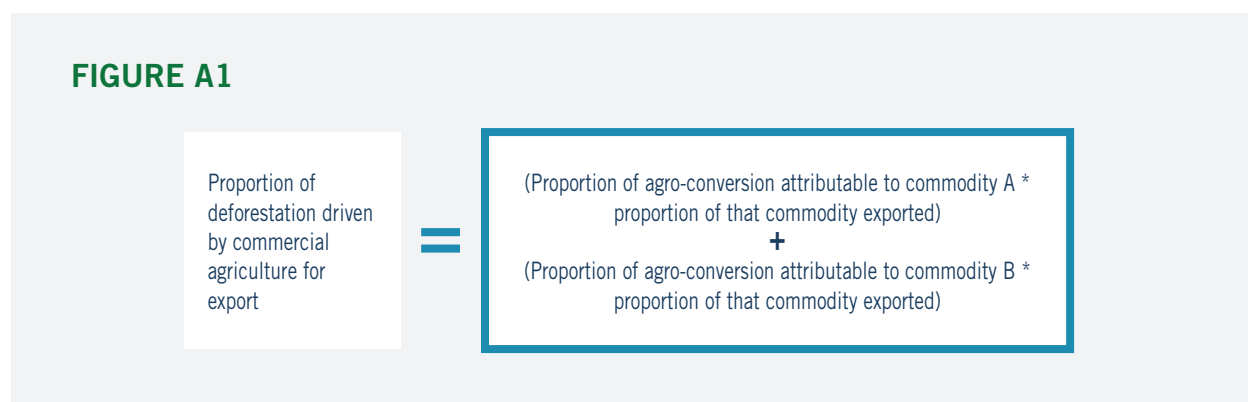 FIGURE A1
Proportion of
deforestation driven
by commercial
agriculture for
export
=
(Proportion of agro-conversion attributable to commodity A *
proportion of that commodity exported)
+
(Proportion of agro-conversion attributable to commodity B *
proportion of that commodity exported)